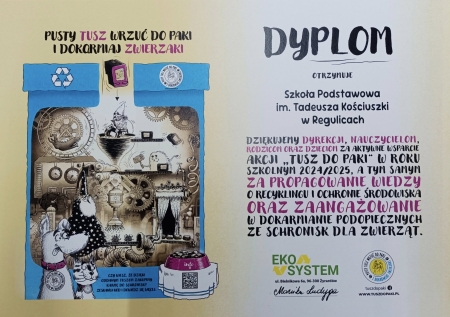 PUSTY TUSZ WRZUĆ DO PAKI
I DOKARMIAJ ZWIERZAKI
DYPLOM
OTRZYMUJE
Szkoła Podstawowa
im. Tadeusza Kościuszki
w Regulicach
DZIĘKUJEMY DYREKCJI, NAUCZYCIELOM,
RODZICOM ORAZ DZIECIOM ZA AKTYWNE WSPARCIE
AKCJI „TUSZ DO PAKI” W ROKU
SZKOLNYM 2024/2025, A TYM SAMYM
ZA PROPAGOWANIE WIEDZY
O RECYKLINGU I OCHRONIE ŚRODOWISKA
ORAZ ZAANGAŻOWANIE
W DOKARMIANIE PODOPIECZNYCH
ZE SCHRONISK DLA ZWIERZĄT.
EKO
SYSTEM
tuszdopaki
WWW.TUSZDOPAKI.PL